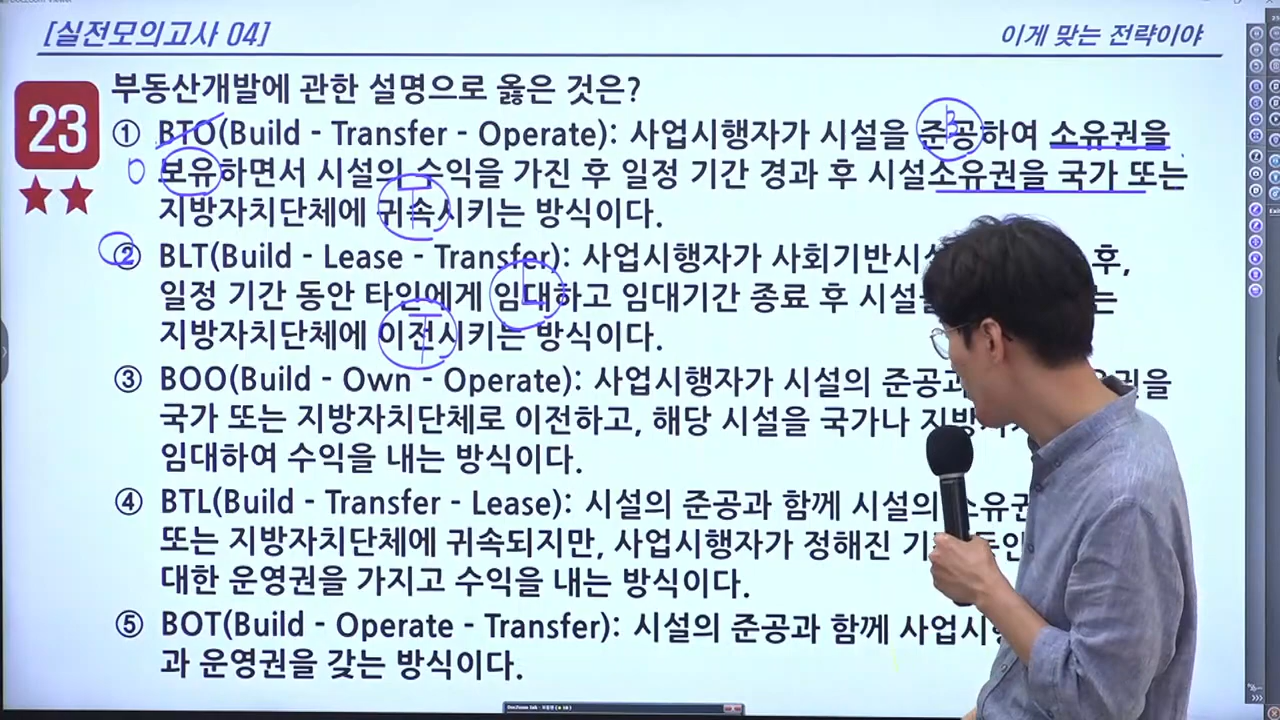 [실전모의고사 04]
이게 맞는 전략이야
23
부동산개발에 관한 설명으로 옳은 것은?
① BTO(Build - Transfer - Operate): 사업시행자가 시설을 준공하여 소유권을
보유하면서 시설의 수익을 가진 후 일정 기간 경과 후 시설소유권을 국가 또는
지방자치단체에 귀속시키는 방식이다.
② BLT(Build - Lease - Transfer): 사업시행자가 사회기반시 후,
일정 기간 동안 타인에게 임대하고 임대기간 종료 후 시설
지방자치단체에 이전시키는 방식이다.
③ BOO(Build - Own - Operate): 사업시행자가 시설의 준공과
국가 또는 지방자치단체로 이전하고, 해당 시설을 국가나
임대하여 수익을 내는 방식이다.
④ BTL(Build - Transfer - Lease): 시설의 준공과 함께 시설의
또는 지방자치단체에 귀속되지만, 사업시행자가 정해진
대한 운영권을 가지고 수익을 내는 방식이다.
⑤ BOT(Build - Operate - Transfer): 시설의 준공과 함께
과 운영권을 갖는 방식이다.
B
O
T
L
T